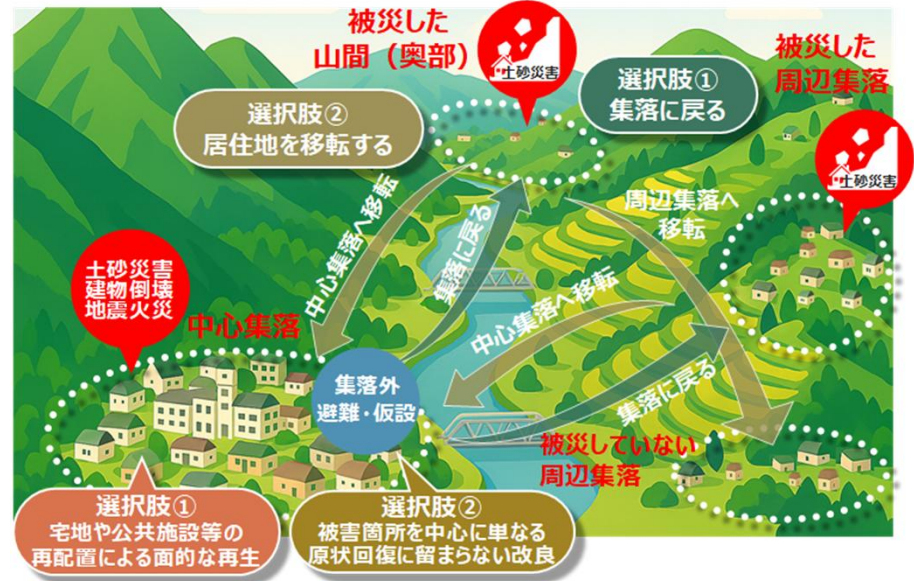 被災した
山間（奥部）
土砂災害
選択肢①
集落に戻る
被災した
周辺集落
土砂災害
選択肢②
居住地を移転する
中心集落へ移転
集落に戻る
周辺集落へ
移転
中心集落へ移転
集落に戻る
土砂災害
建物倒壊
地震火災
中心集落
集落外
避難・仮設
被災していない
周辺集落
選択肢①
宅地や公共施設等の
再配置による面的な再生
選択肢②
被害箇所を中心に単なる
原状回復に留まらない改良